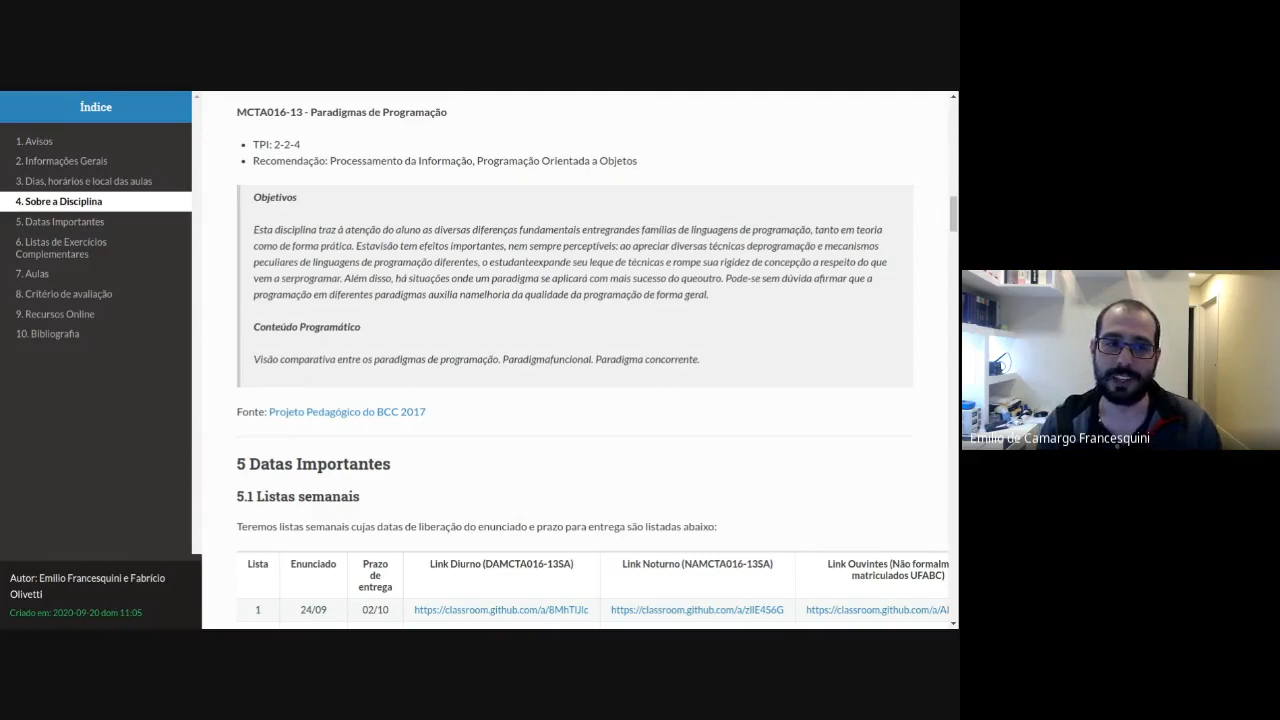 Índice
1. Avisos
2. Informações Gerais
3. Dias, horários e local das aulas
4. Sobre a Disciplina
5. Datas Importantes
6. Listas de Exercícios
Complementares
7. Aulas
8. Critério de avaliação
9. Recursos Online
10. Bibliografia
Autor: Emilio Francesquini e Fabrício
Olivetti
Criado em: 2020-09-20 dom 11:05
MCTA016-13 - Paradigmas de Programação
TPI: 2-2-4
Recomendação: Processamento da Informação, Programação Orientada a Objetos
Objetivos
Esta disciplina traz à atenção do aluno as diversas diferenças fundamentais entregrandes famílias de linguagens de programação, tanto em teoria
como de forma prática. Estavisão tem efeitos importantes, nem sempre perceptíveis: ao apreciar diversas técnicas deprogramação e mecanismos
peculiares de linguagens de programação diferentes, o estudanteexpande seu leque de técnicas e rompe sua rigidez de concepção a respeito do que
vem a serprogramar. Além disso, há situações onde um paradigma se aplicará com mais sucesso do queoutro. Pode-se sem dúvida afirmar que a
programação em diferentes paradigmas auxilia namelhoria da qualidade da programação de forma geral.
Conteúdo Programático
Visão comparativa entre os paradigmas de programação. Paradigmafuncional. Paradigma concorrente.
Fonte: Projeto Pedagógico do BCC 2017
5 Datas Importantes
5.1 Listas semanais
Teremos listas semanais cujas datas de liberação do enunciado e prazo para entrega são listadas abaixo:
Lista Enunciado Prazo de entrega Link Diurno (DAMCTA016-13SA) Link Noturno (NAMCTA016-13SA) Link Ouvintes (Não formalm matriculados UFABC)
1 24/09 02/10 https://classroom.github.com/a/8MhTlJlc https://classroom.github.com/a/zIlE4S6G https://classroom.github.com/a/Al
Emilio de Camargo Francesquini